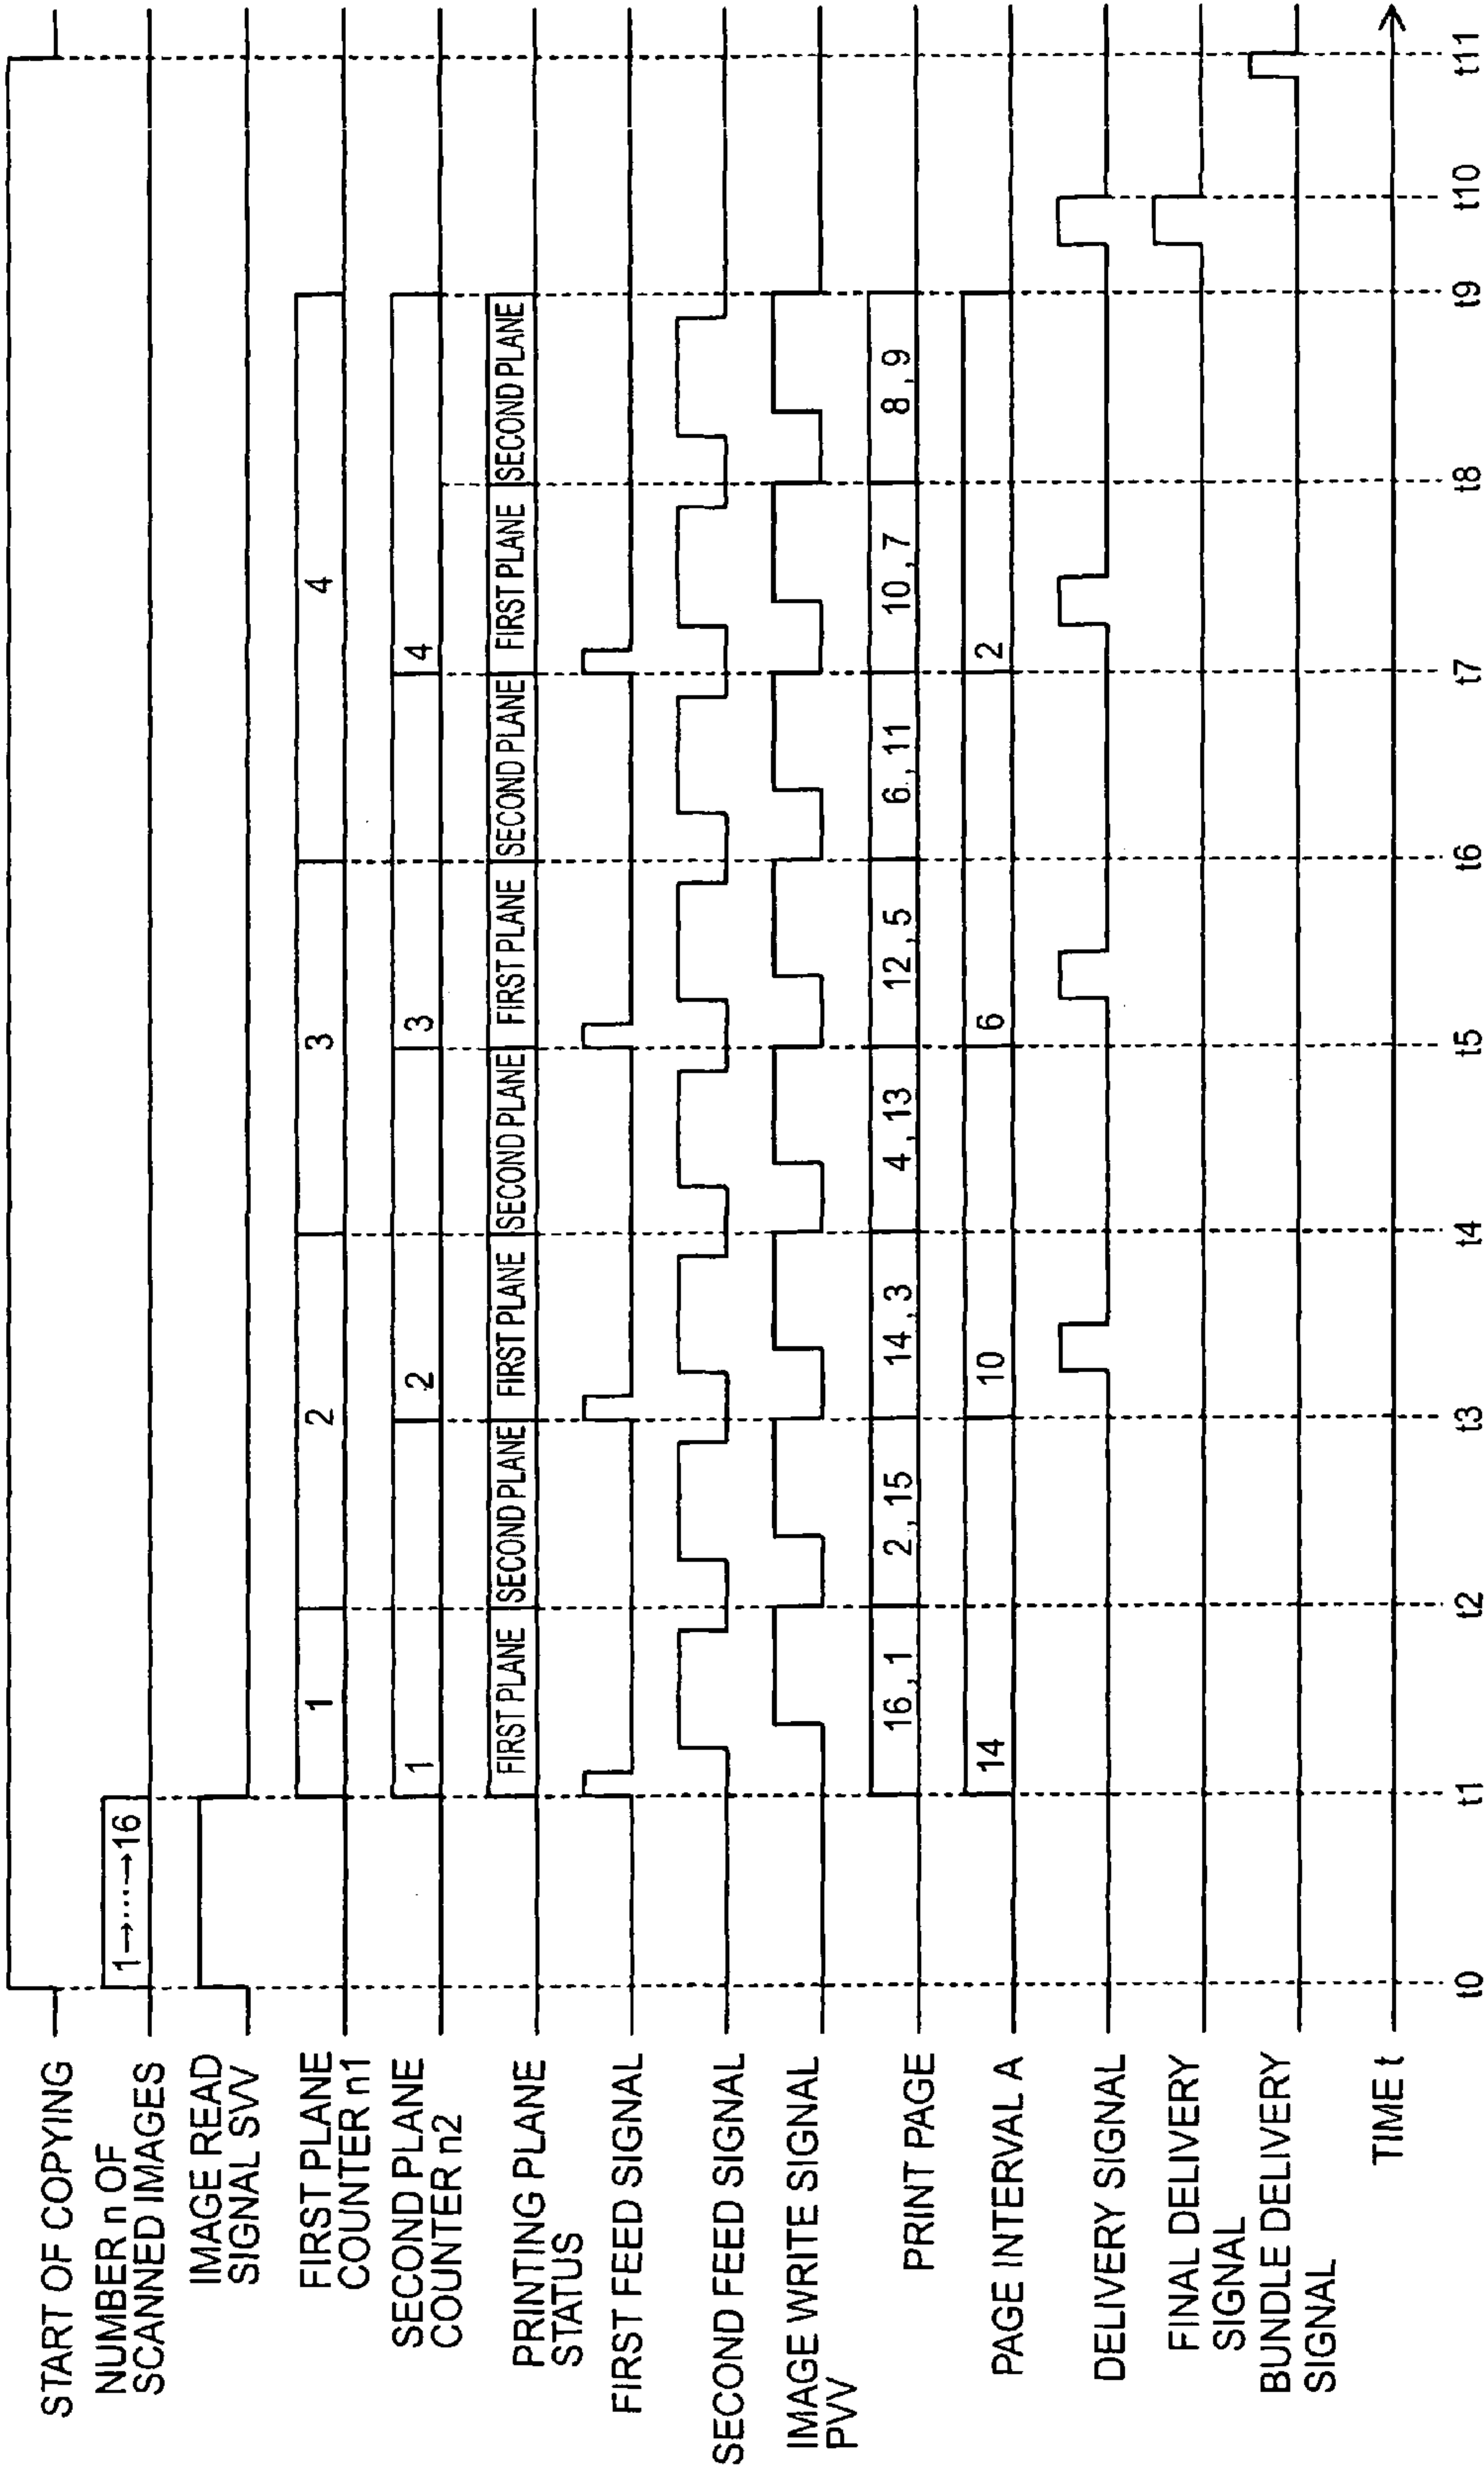 START OF COPYING
NUMBER n OF
SCANNED IMAGES
1→⋯→16
IMAGE READ
SIGNAL SVV
FIRST PLANE
COUNTER n1
1 2 3 4
SECOND PLANE
COUNTER n2
1 2 3 4
PRINTING PLANE
STATUS
FIRST PLANE SECOND PLANE FIRST PLANE SECOND PLANE FIRST PLANE SECOND PLANE FIRST PLANE SECOND PLANE
FIRST FEED SIGNAL
SECOND FEED SIGNAL
IMAGE WRITE SIGNAL
PVV
PRINT PAGE
16 , 1 2 , 15 14 , 3 4 , 13 12 , 5 6 , 11 10 , 7 8 , 9
PAGE INTERVAL A
14 10 6 2
DELIVERY SIGNAL
FINAL DELIVERY
SIGNAL
BUNDLE DELIVERY
SIGNAL
TIME t
t0 t1 t2 t3 t4 t5 t6 t7 t8 t9 t10 t11